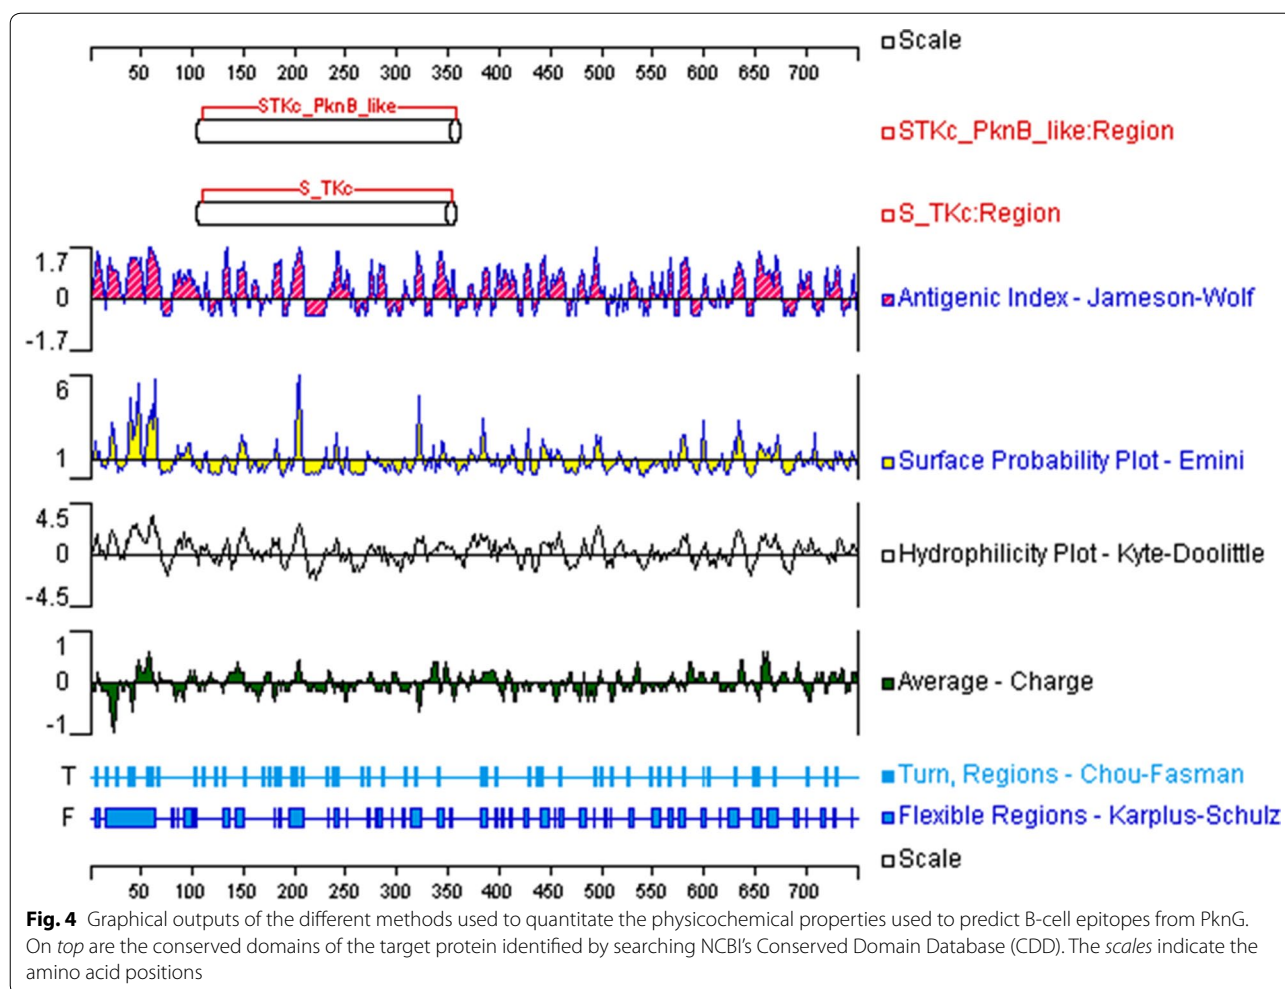 Scale
50 100 150 200 250 300 350 400 450 500 550 600 650 700
STKc_PknB_like
STKc_PknB_like:Region
S_TKc
S_TKc:Region
1.7
0
-1.7
Antigenic Index - Jameson-Wolf
6
1
Surface Probability Plot - Emini
4.5
0
-4.5
Hydrophilicity Plot - Kyte-Doolittle
1
0
-1
Average - Charge
T
Turn, Regions - Chou-Fasman
F
Flexible Regions - Karplus-Schulz
Scale
50 100 150 200 250 300 350 400 450 500 550 600 650 700
Fig. 4 Graphical outputs of the different methods used to quantitate the physicochemical properties used to predict B-cell epitopes from PknG.
On top are the conserved domains of the target protein identified by searching NCBI's Conserved Domain Database (CDD). The scales indicate the
amino acid positions